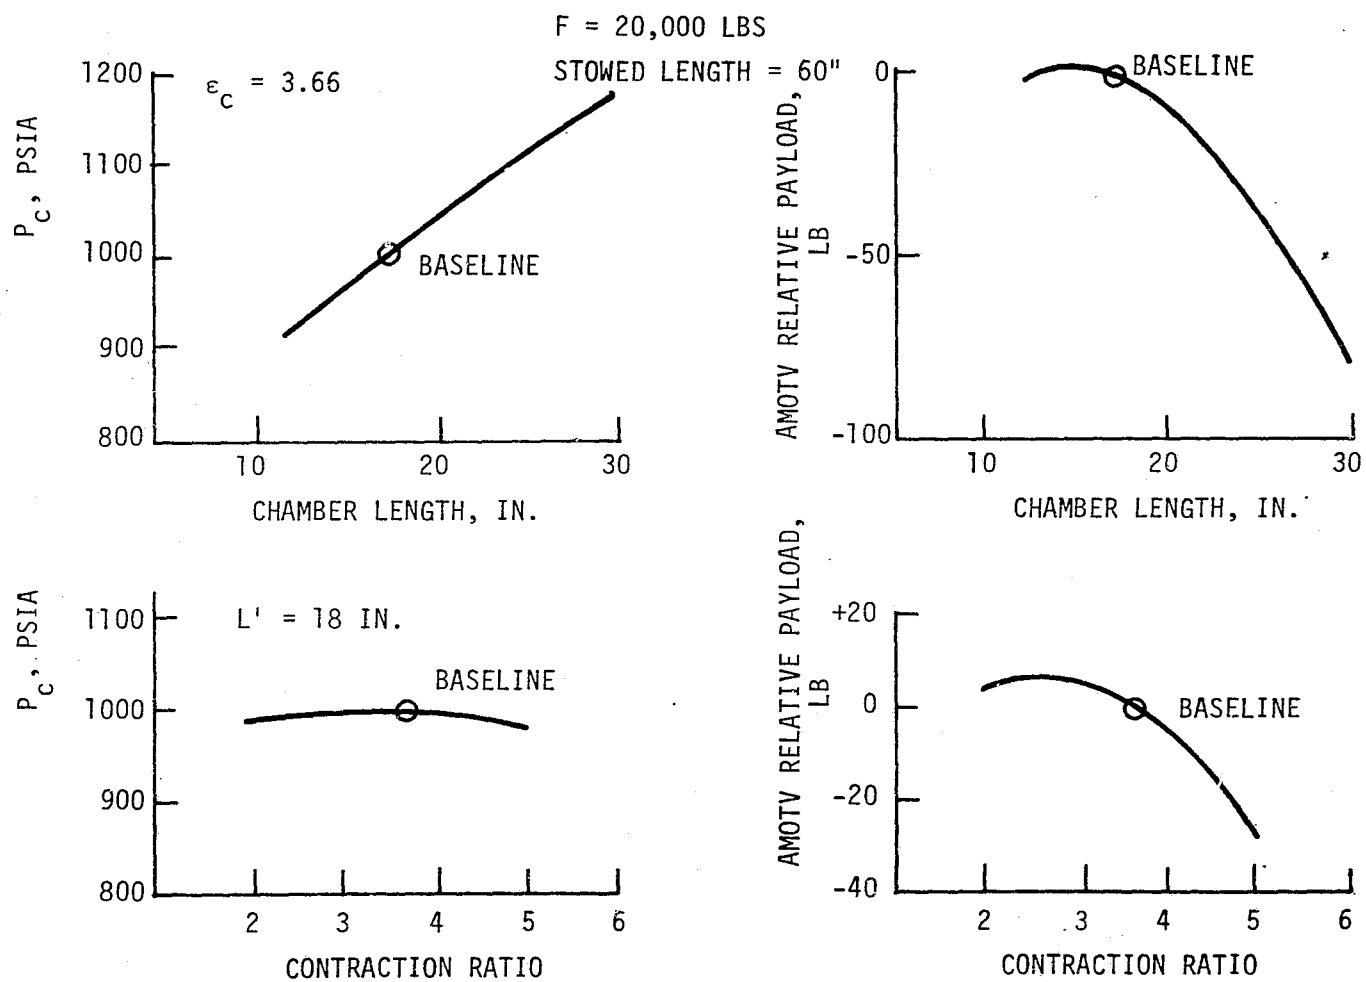 F = 20,000 LBS
STOWED LENGTH = 60"
εc = 3.66
PC, PSIA
1200
1100
1000
900
800
BASELINE
10 20 30
CHAMBER LENGTH, IN.
AMOTV RELATIVE PAYLOAD,
LB
0
-50
-100
BASELINE
10 20 30
CHAMBER LENGTH, IN.
PC, PSIA
L' = 18 IN.
1100
1000
900
800
BASELINE
2 3 4 5 6
CONTRACTION RATIO
AMOTV RELATIVE PAYLOAD,
LB
+20
0
-20
-40
BASELINE
2 3 4 5 6
CONTRACTION RATIO